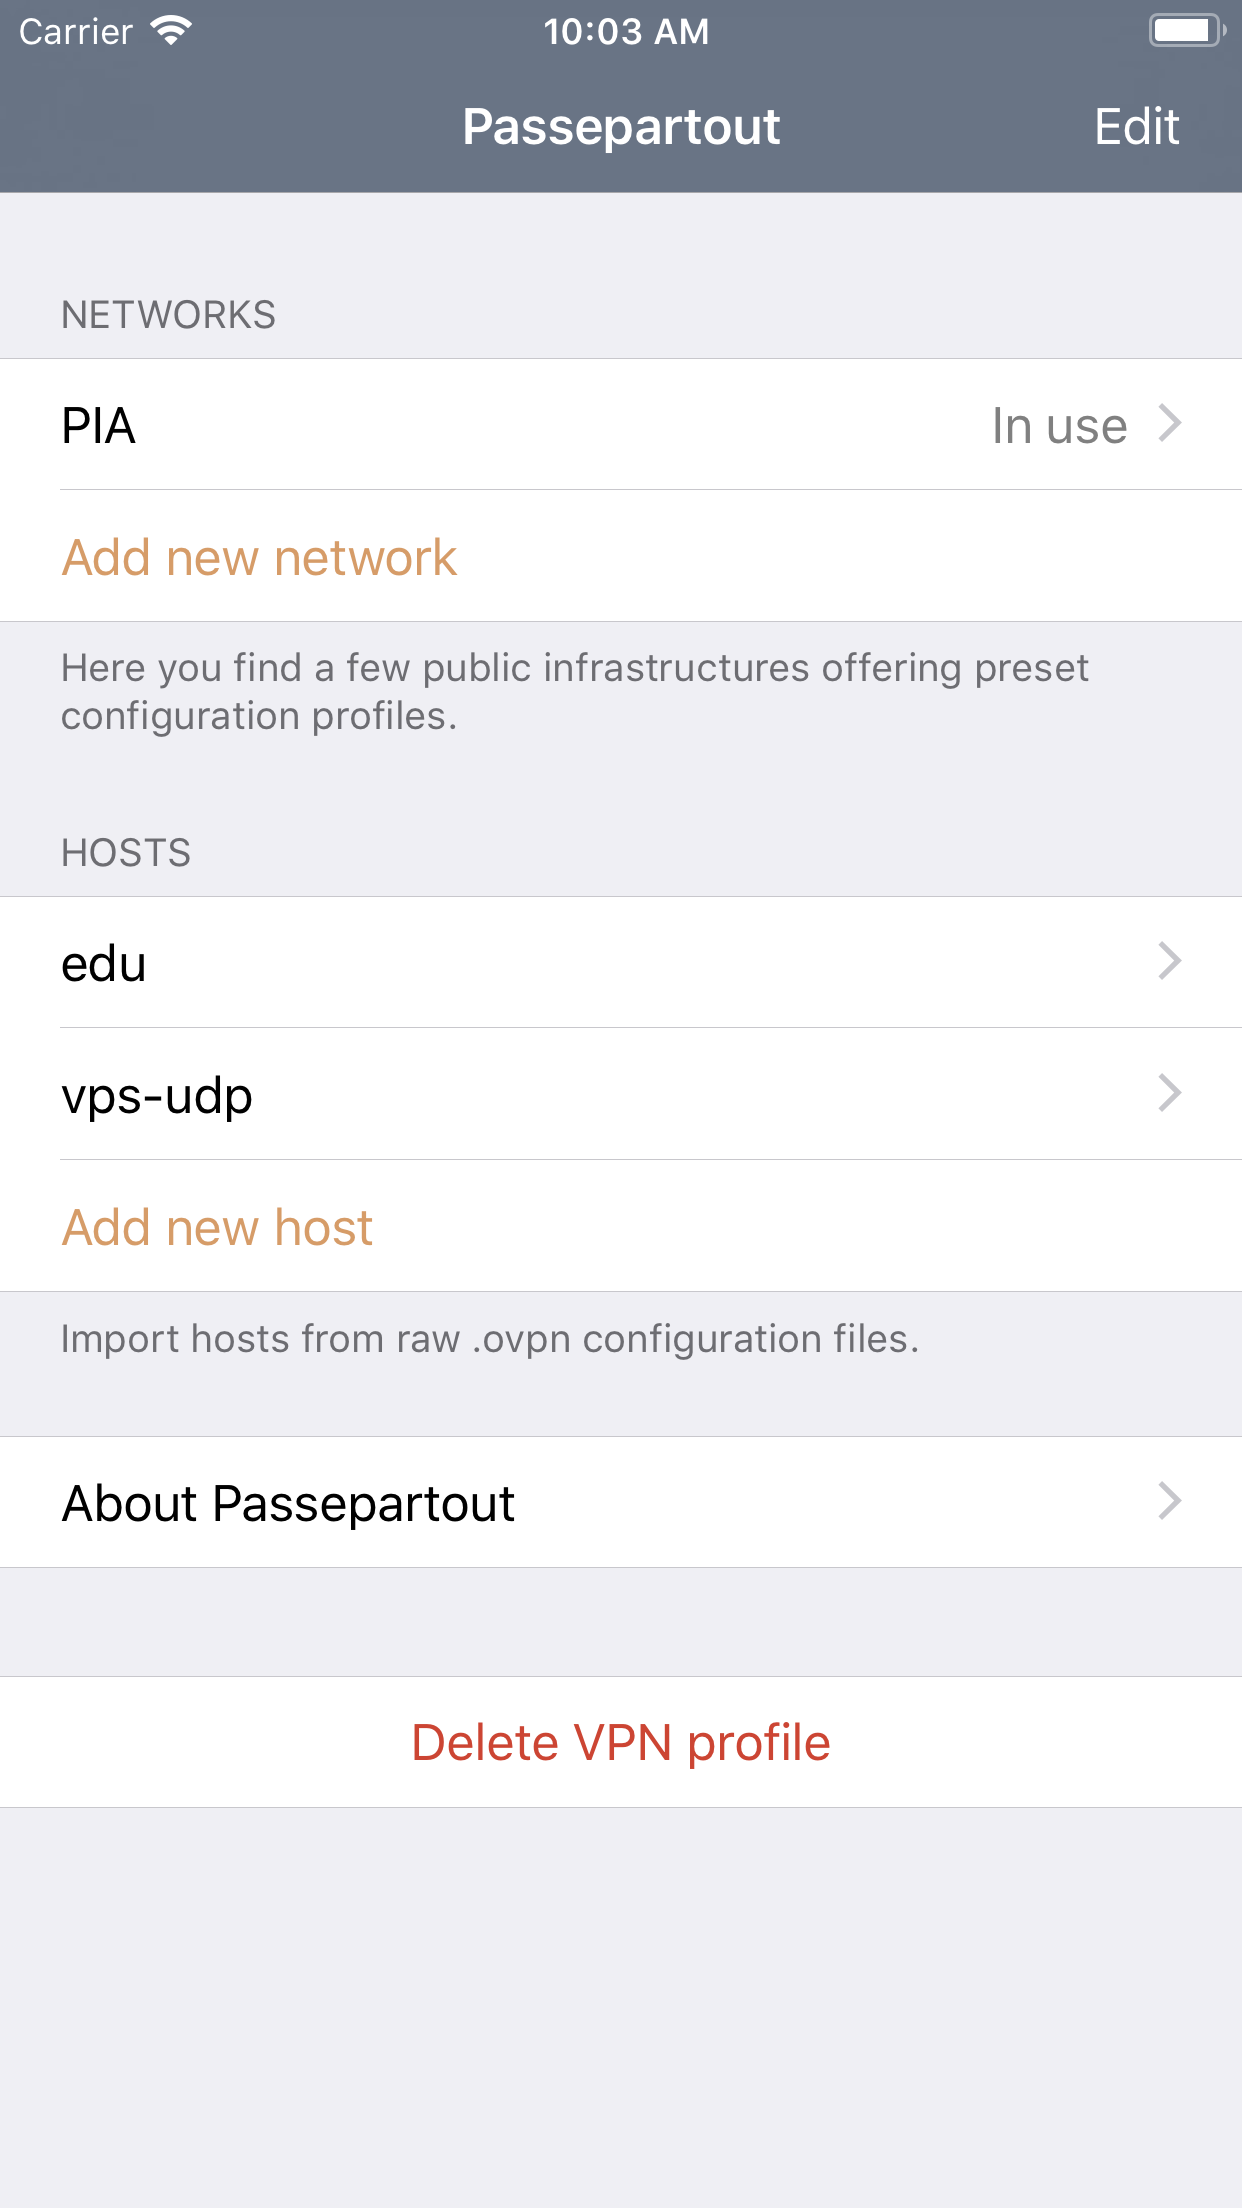 Carrier 10:03 AM
Passepartout Edit
NETWORKS
PIA In use
Add new network
Here you find a few public infrastructures offering preset
configuration profiles.
HOSTS
edu
vps-udp
Add new host
Import hosts from raw .ovpn configuration files.
About Passepartout
Delete VPN profile